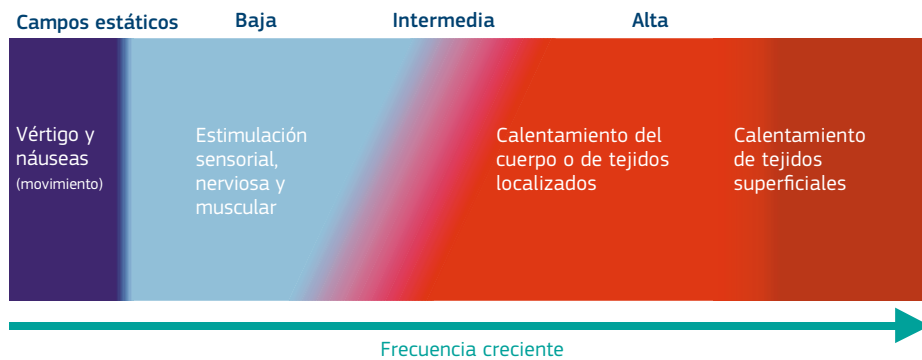 Campos estáticos Baja Intermedia Alta
Vértigo y
náuseas
(movimiento)
Estimulación
sensorial,
nerviosa y
muscular
Calentamiento del
cuerpo o de tejidos
localizados
Calentamiento
de tejidos
superficiales
Frecuencia creciente